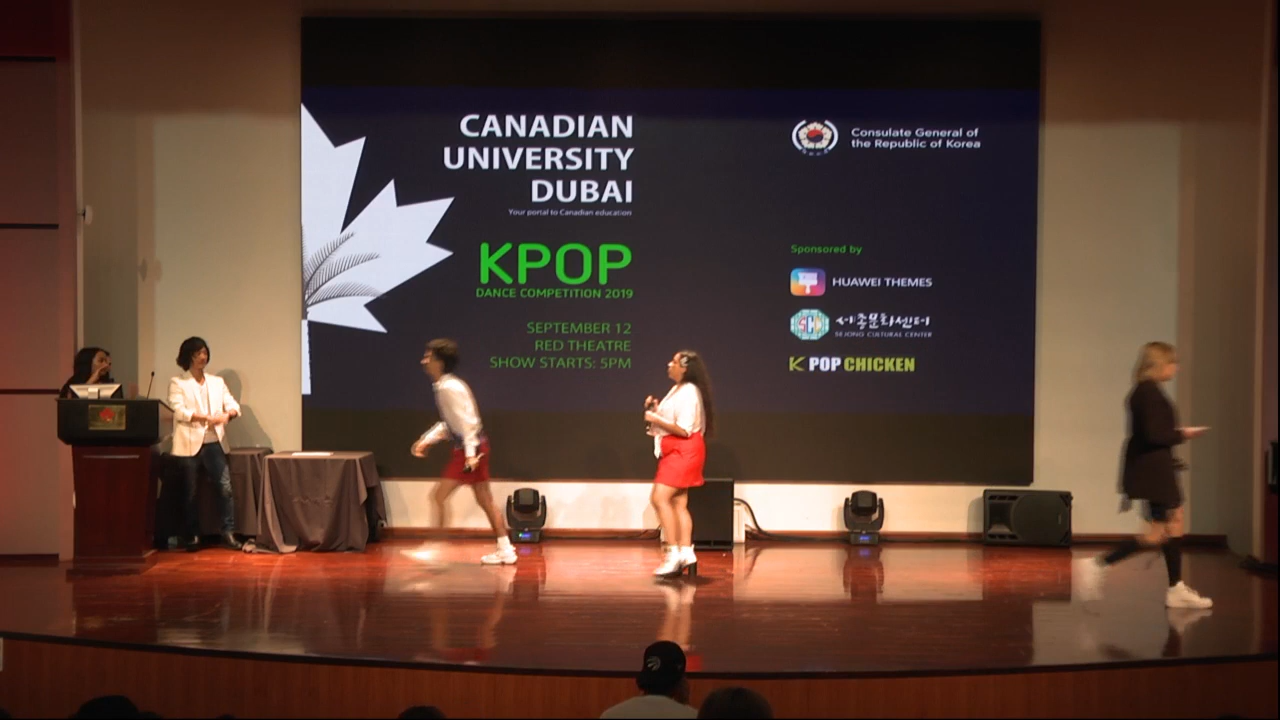 CANADIAN
UNIVERSITY
DUBAI
Your portal to Canadian education
KPOP
DANCE COMPETITION 2019
SEPTEMBER 12
RED THEATRE
SHOW STARTS: 5PM
Consulate General of
the Republic of Korea
Sponsored by
HUAWEI THEMES
세종문화센터
SEJONG CULTURAL CENTER
K POP CHICKEN